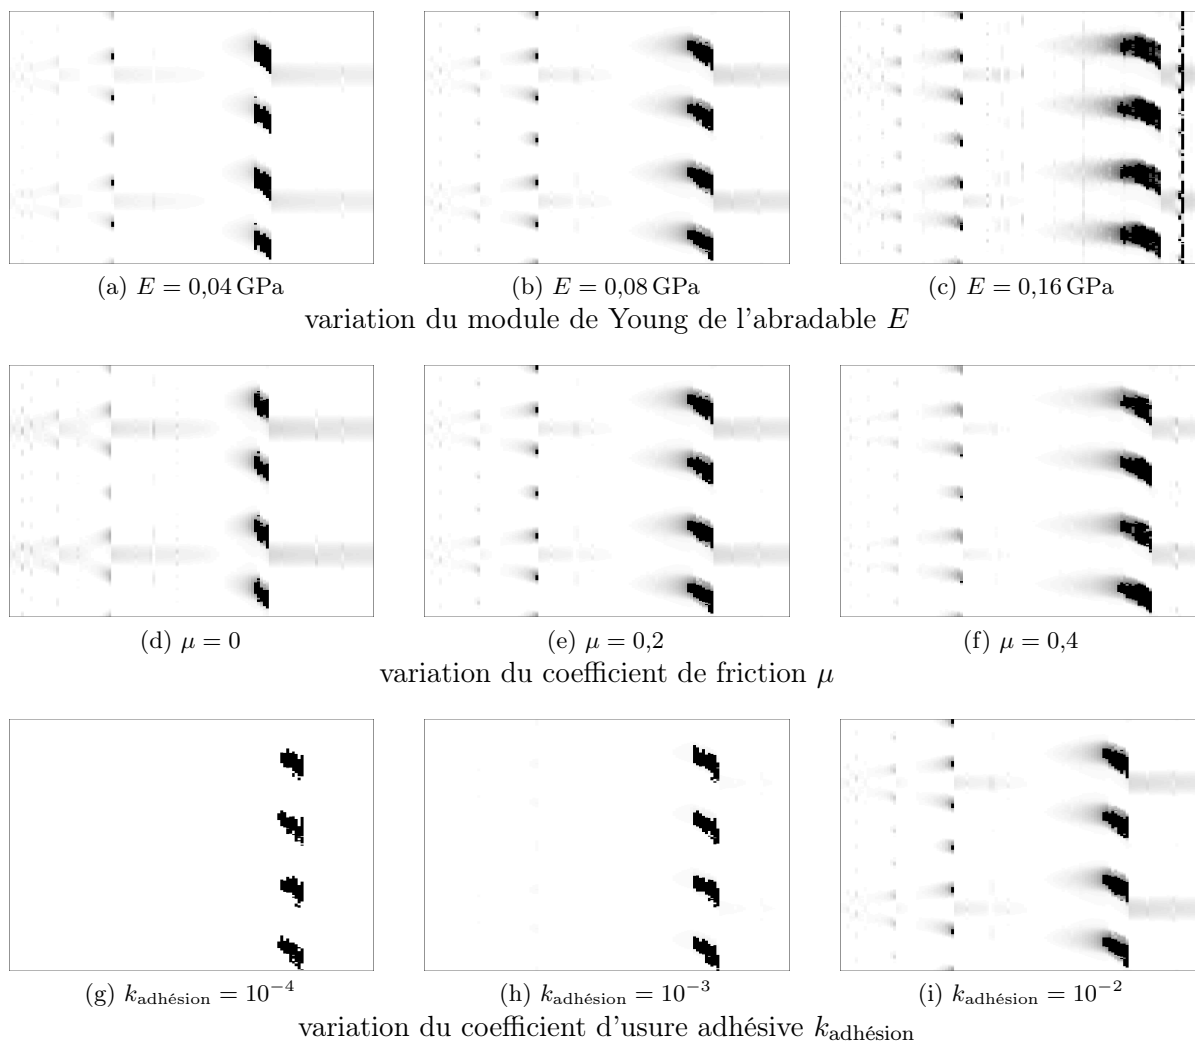 (a) E = 0,04 GPa
(b) E = 0,08 GPa
(c) E = 0,16 GPa
variation du module de Young de l'abradable E
(d) μ = 0
(e) μ = 0,2
(f) μ = 0,4
variation du coefficient de friction μ
(g) k_adhésion = 10⁻⁴
(h) k_adhésion = 10⁻³
(i) k_adhésion = 10⁻²
variation du coefficient d'usure adhésive k_adhésion